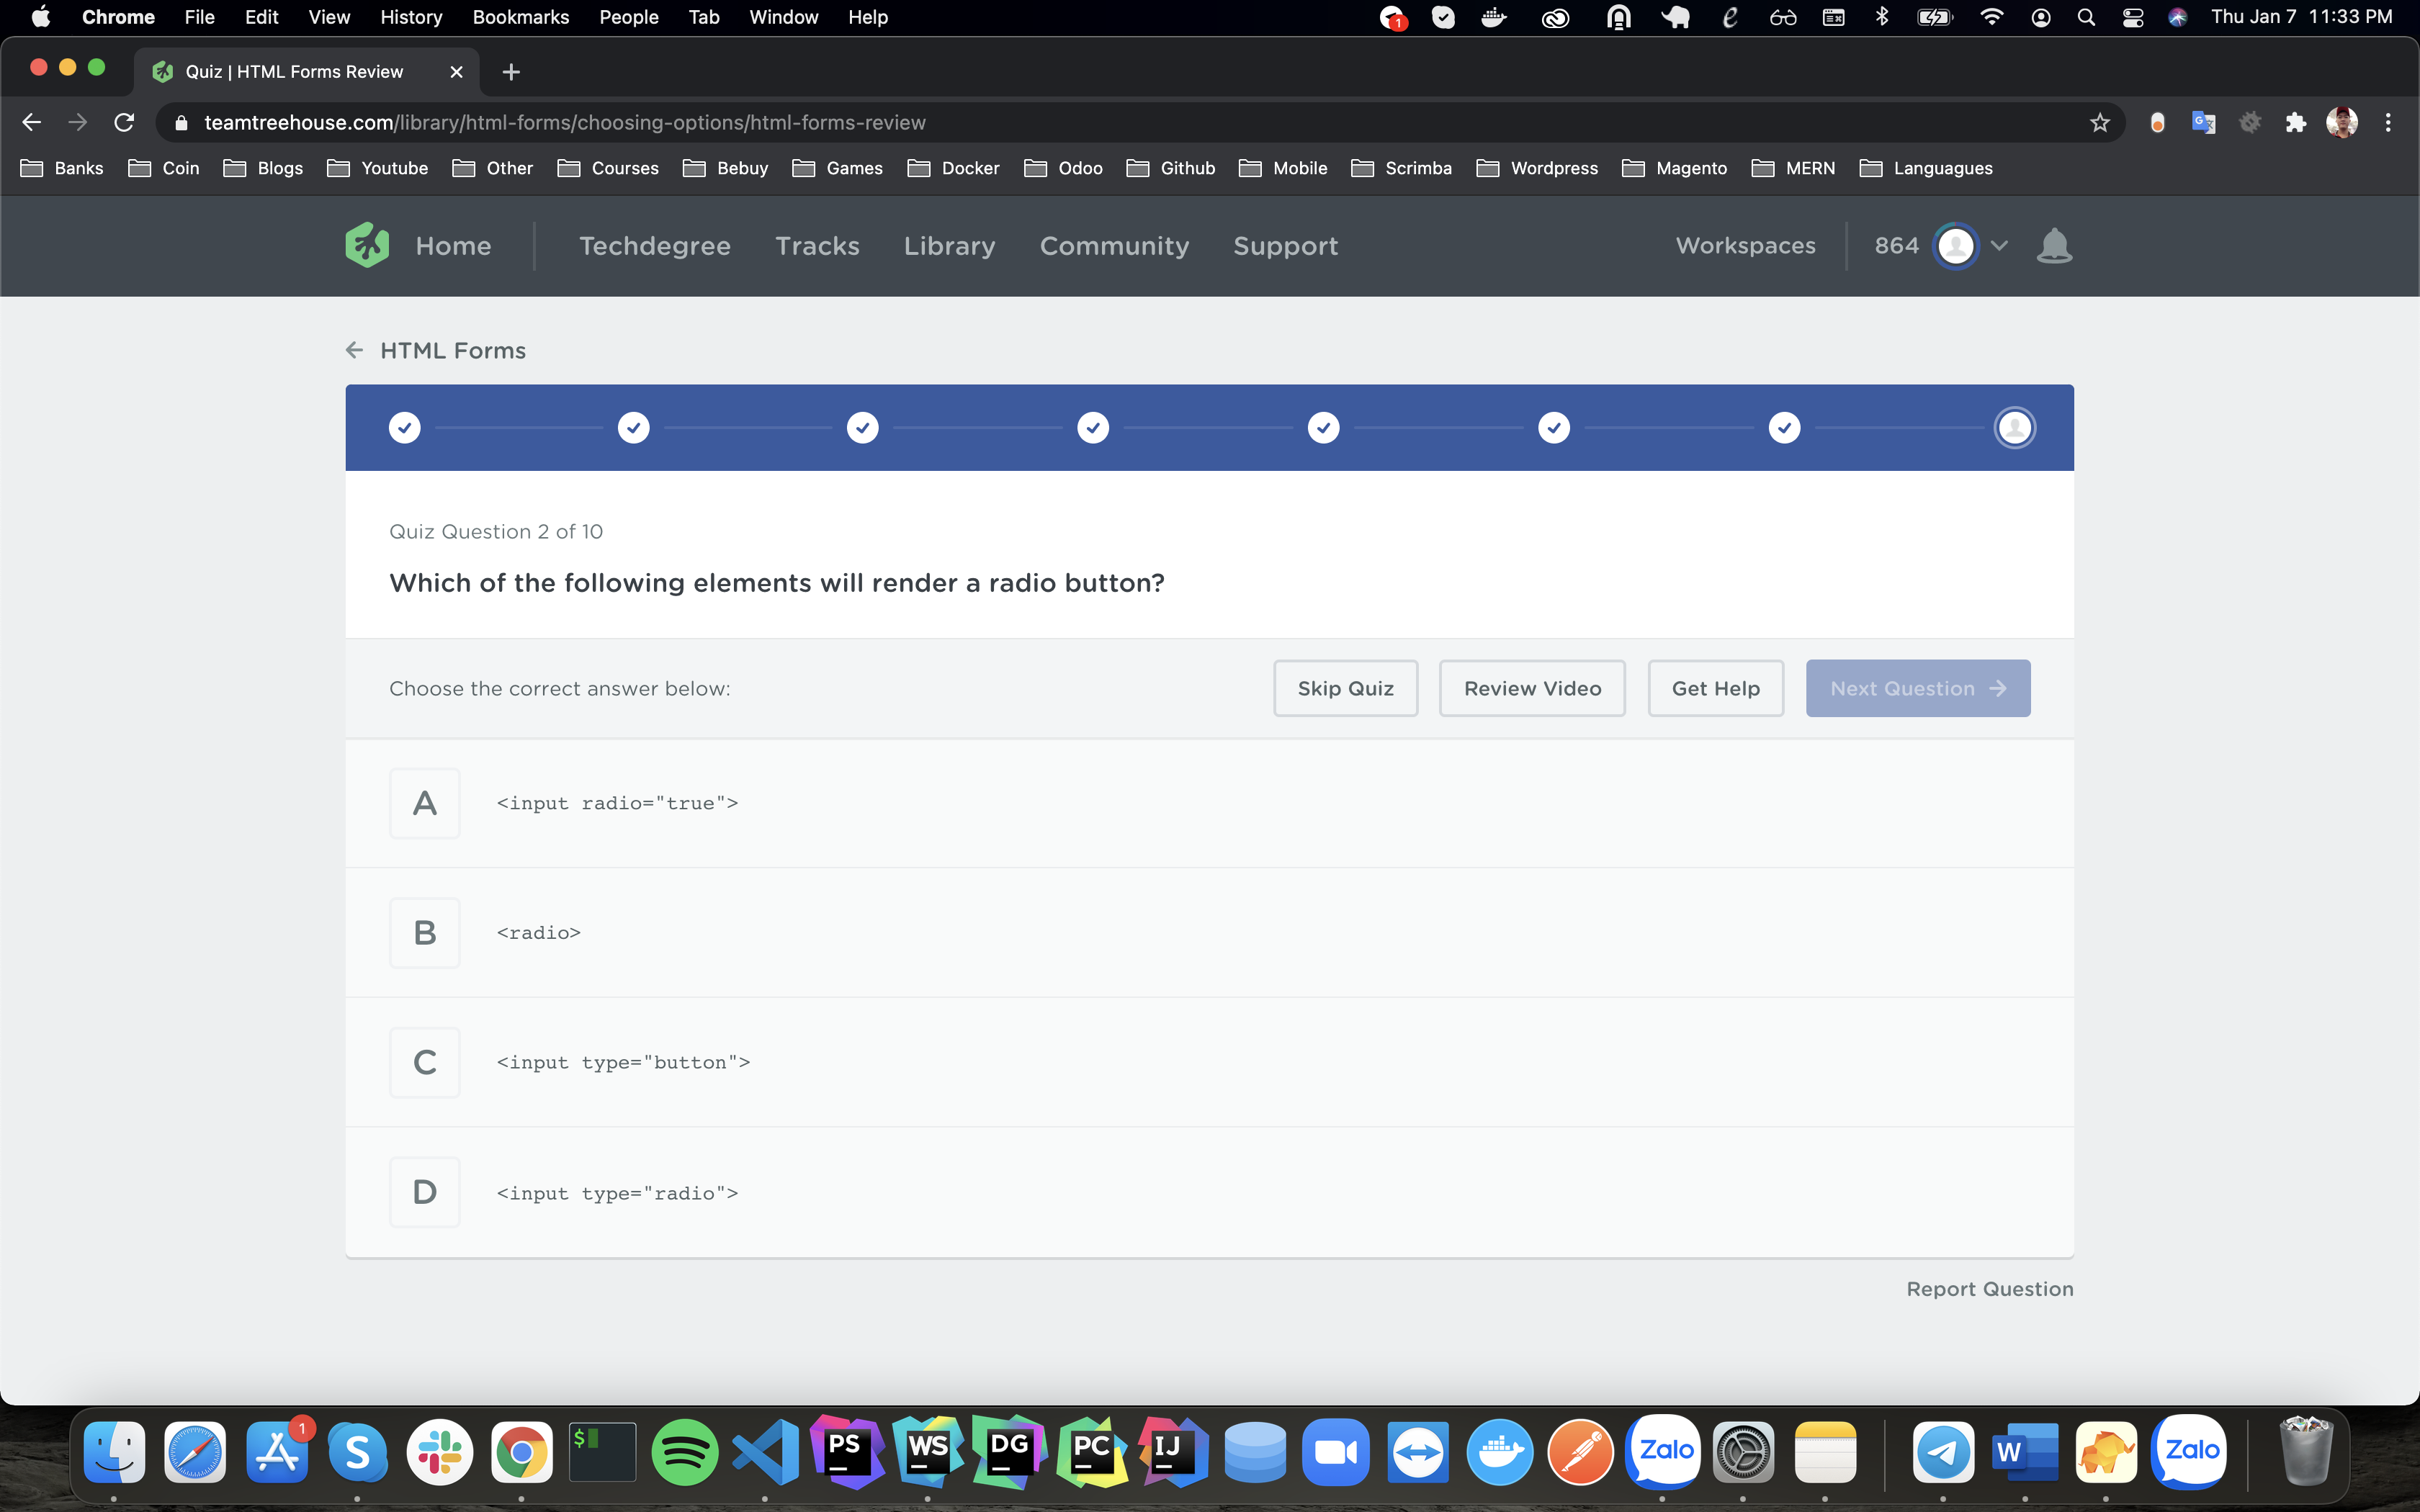 Chrome File Edit View History Bookmarks People Tab Window Help 1 Thu Jan 7 11:33 PM
Quiz | HTML Forms Review
teamtreehouse.com/library/html-forms/choosing-options/html-forms-review
Banks Coin Blogs Youtube Other Courses Bebuy Games Docker Odoo Github Mobile Scrimba Wordpress Magento MERN Languagues
Home Techdegree Tracks Library Community Support Workspaces 864
HTML Forms
Quiz Question 2 of 10
Which of the following elements will render a radio button?
Choose the correct answer below: Skip Quiz Review Video Get Help Next Question
A <input radio="true">
B <radio>
C <input type="button">
D <input type="radio">
Report Question
1 S $ PS WS DG PC IJ Zalo W Zalo